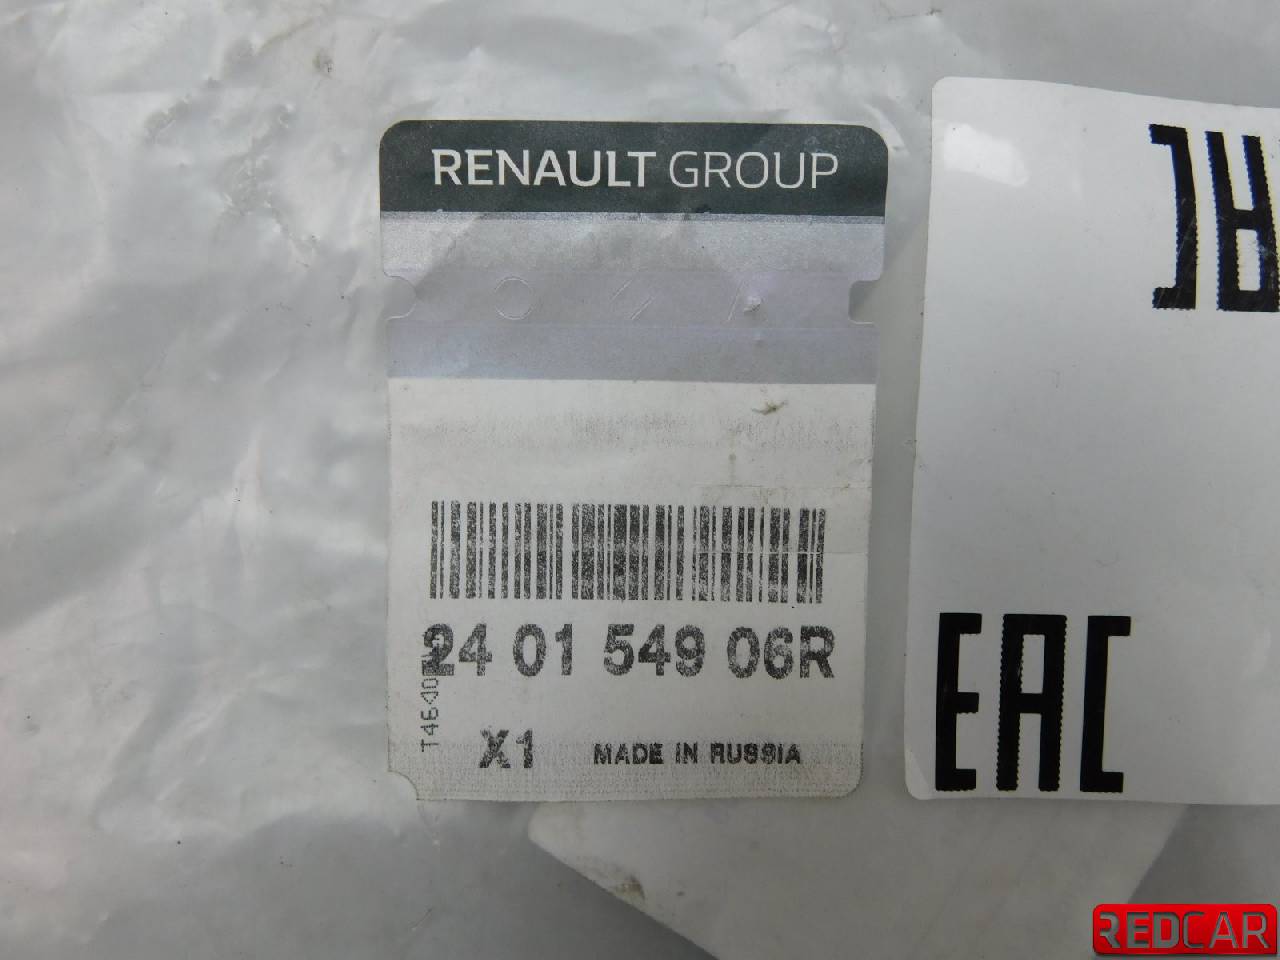 RENAULT GROUP
24 01 549 06R
X1 MADE IN RUSSIA
EAC
REDCAR